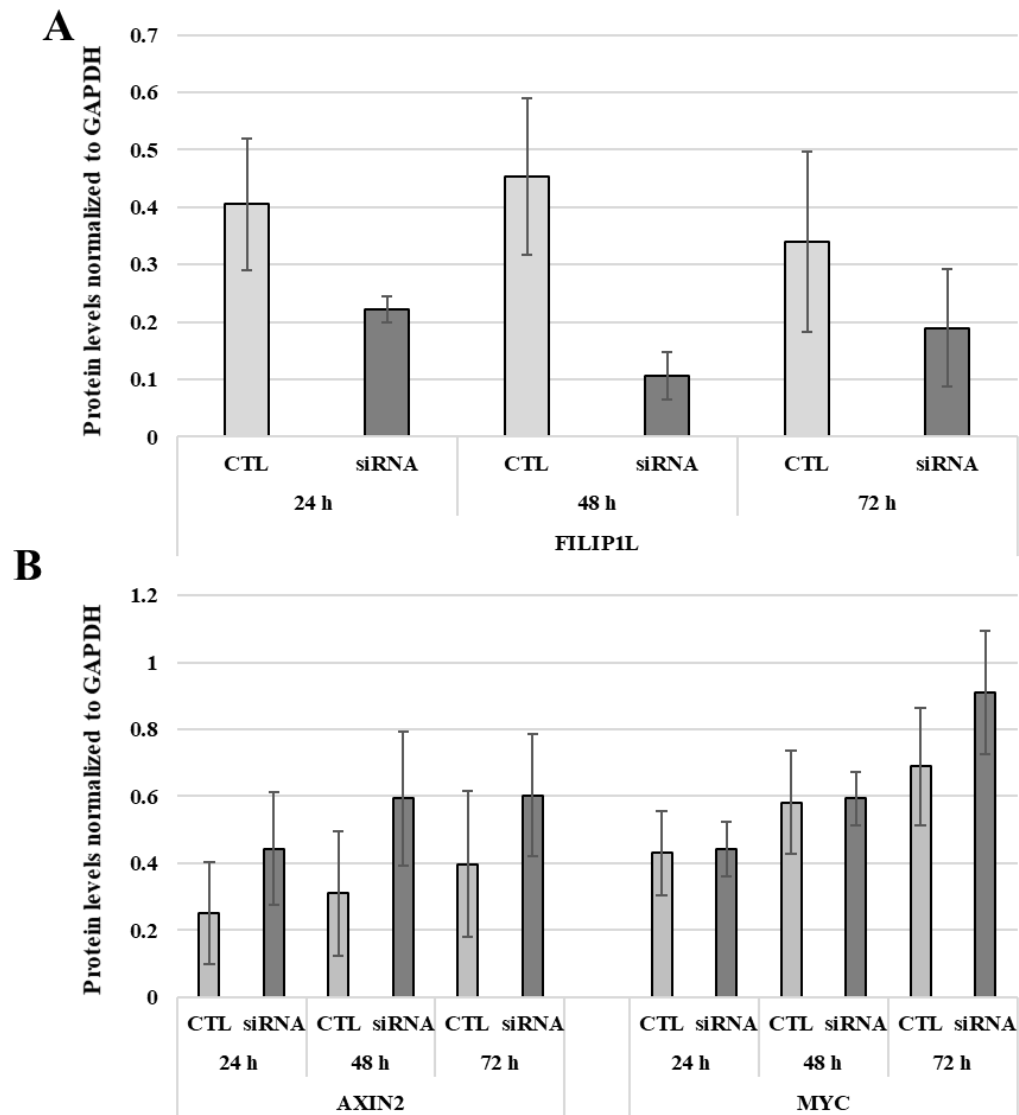 A
Protein levels normalized to GAPDH
0.7
0.6
0.5
0.4
0.3
0.2
0.1
0
CTL siRNA CTL siRNA CTL siRNA
24 h 48 h 72 h
FILIP1L
B
Protein levels normalized to GAPDH
1.2
1
0.8
0.6
0.4
0.2
0
CTL siRNA CTL siRNA CTL siRNA CTL siRNA CTL siRNA CTL siRNA
24 h 48 h 72 h 24 h 48 h 72 h
AXIN2 MYC